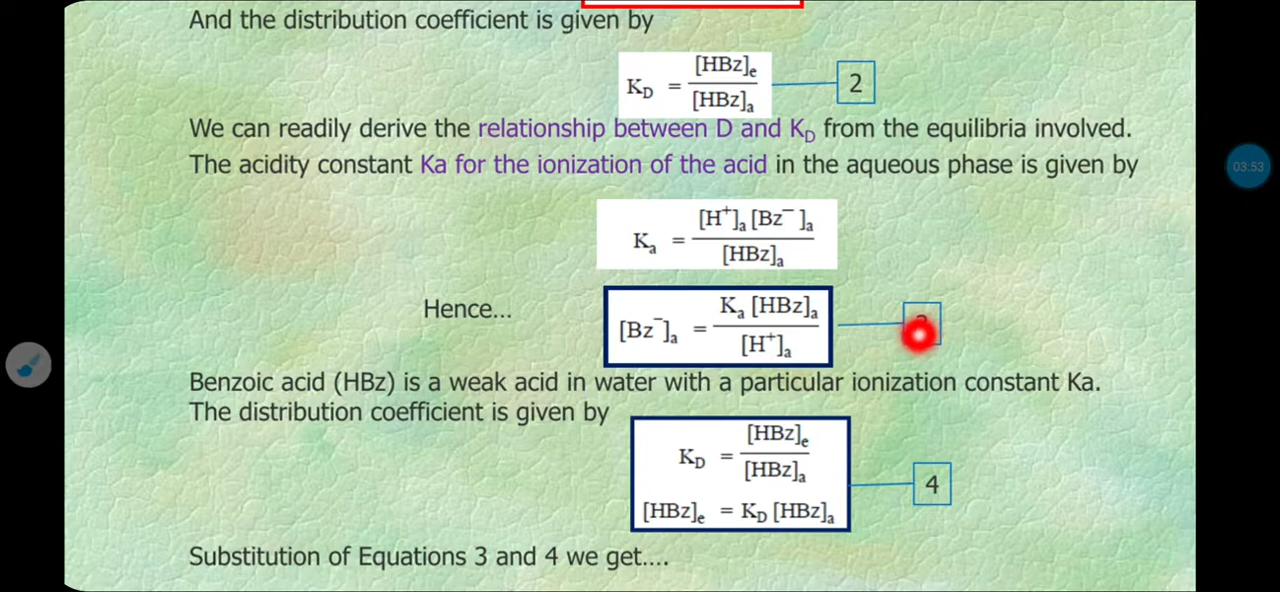 And the distribution coefficient is given by
K_D = [HBz]_e / [HBz]_a
2
We can readily derive the relationship between D and K_D from the equilibria involved.
The acidity constant Ka for the ionization of the acid in the aqueous phase is given by
03:53
K_a = [H⁺]_a [Bz⁻]_a / [HBz]_a
Hence...
[Bz⁻]_a = K_a [HBz]_a / [H⁺]_a
Benzoic acid (HBz) is a weak acid in water with a particular ionization constant Ka.
The distribution coefficient is given by
K_D = [HBz]_e / [HBz]_a
[HBz]_e = K_D [HBz]_a
4
Substitution of Equations 3 and 4 we get....